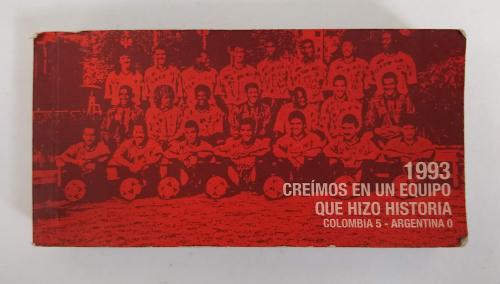 1993
CREÍMOS EN UN EQUIPO
QUE HIZO HISTORIA
COLOMBIA 5 - ARGENTINA 0